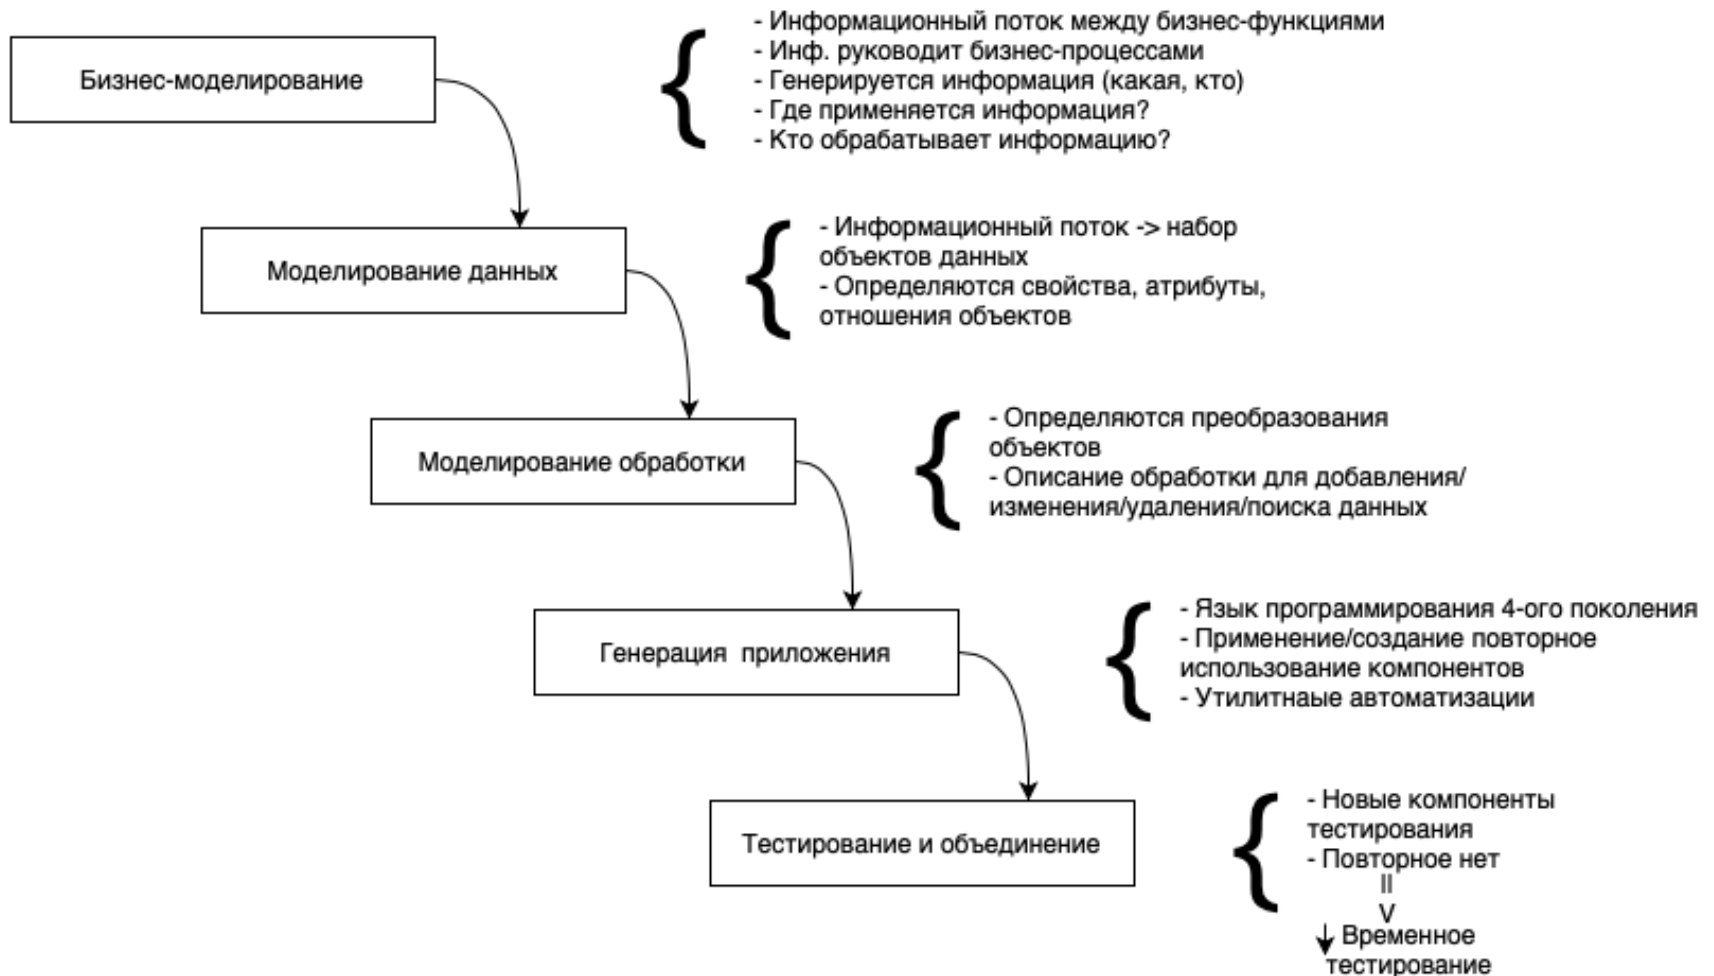 Бизнес-моделирование
- Информационный поток между бизнес-функциями
- Инф. руководит бизнес-процессами
- Генерируется информация (какая, кто)
- Где применяется информация?
- Кто обрабатывает информацию?
Моделирование данных
- Информационный поток -> набор
объектов данных
- Определяются свойства, атрибуты,
отношения объектов
Моделирование обработки
- Определяются преобразования
объектов
- Описание обработки для добавления/
изменения/удаления/поиска данных
Генерация приложения
- Язык программирования 4-ого поколения
- Применение/создание повторное
использование компонентов
- Утилитнаые автоматизации
Тестирование и объединение
- Новые компоненты
тестирования
- Повторное нет
||
V
Временное
тестирование